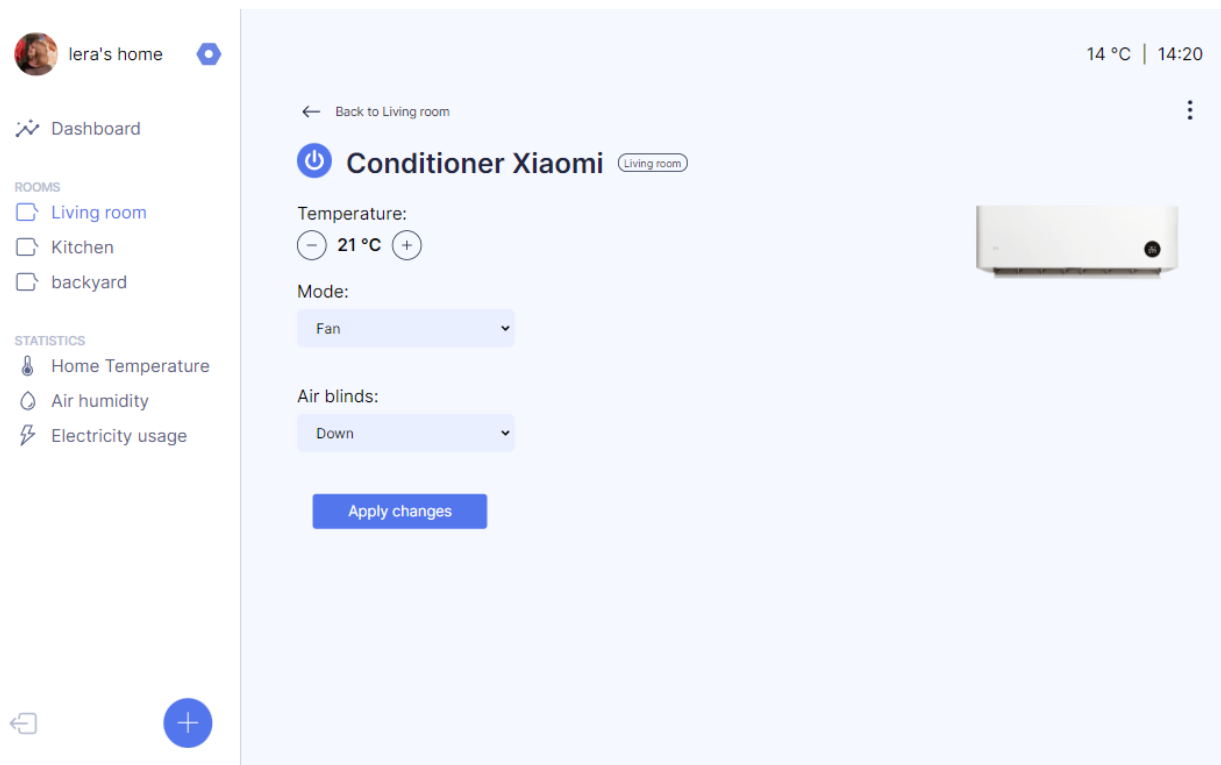 lera's home
14 °C | 14:20
Dashboard
ROOMS
Living room
Kitchen
backyard
STATISTICS
Home Temperature
Air humidity
Electricity usage
Back to Living room
Conditioner Xiaomi Living room
Temperature:
− 21 °C +
Mode:
Fan
Air blinds:
Down
Apply changes